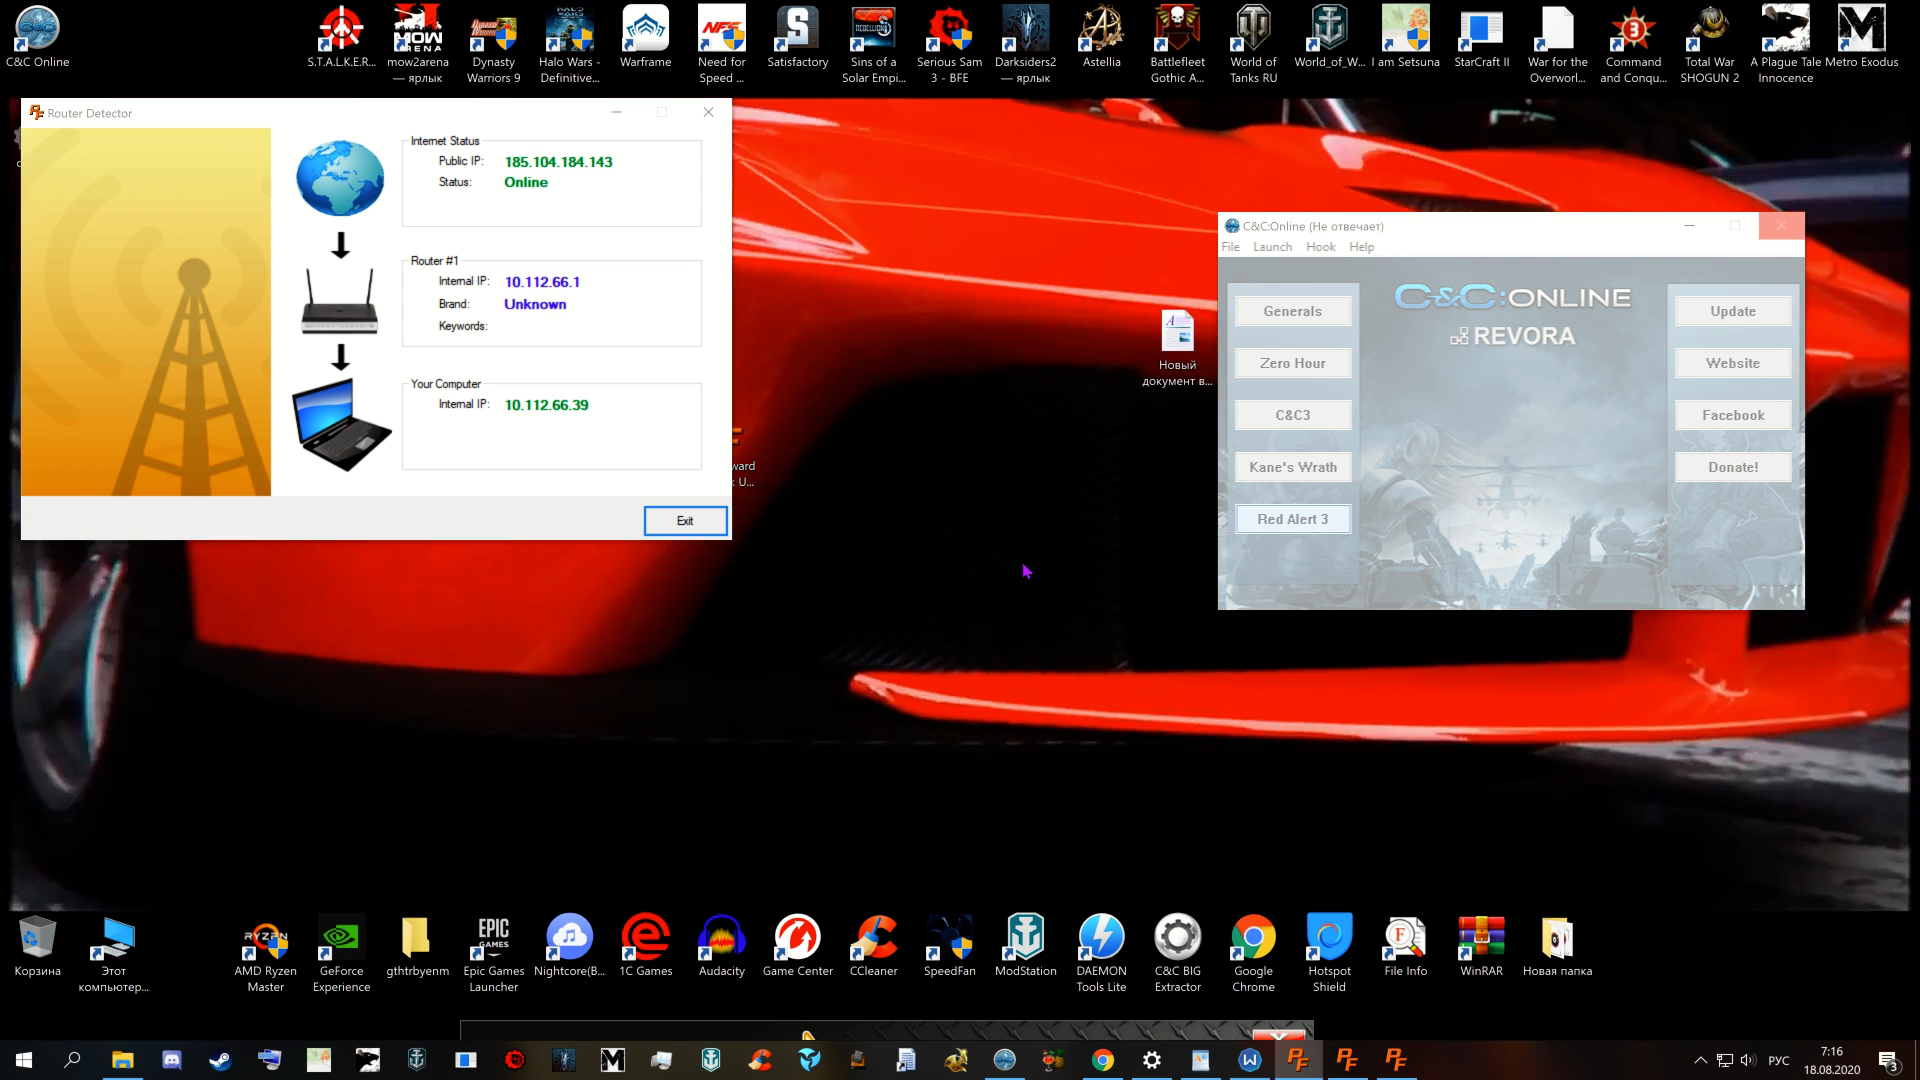 C&C Online
S.T.A.L.K.E.R...
mow2arena
— ярлык
Dynasty
Warriors 9
Halo Wars -
Definitive...
Warframe
Need for
Speed ...
Satisfactory
Sins of a
Solar Empi...
Serious Sam
3 - BFE
Darksiders2
— ярлык
Astellia
Battlefleet
Gothic A...
World of
Tanks RU
World_of_W...
I am Setsuna
StarCraft II
War for the
Overworl...
Command
and Conqu...
Total War
SHOGUN 2
A Plague Tale
Innocence
Metro Exodus
Router Detector
Internet Status
Public IP: 185.104.184.143
Status: Online
Router #1
Internal IP: 10.112.66.1
Brand: Unknown
Keywords:
Your Computer
Internal IP: 10.112.66.39
Exit
ward
Новый
документ в...
C&C:Online (Не отвечает)
File Launch Hook Help
C&C:ONLINE
REVORA
Generals
Zero Hour
C&C3
Kane's Wrath
Red Alert 3
Update
Website
Facebook
Donate!
Корзина
Этот
компьютер...
AMD Ryzen
Master
GeForce
Experience
gthtrbyenm
Epic Games
Launcher
Nightcore(B...
1C Games
Audacity
Game Center
CCleaner
SpeedFan
ModStation
DAEMON
Tools Lite
C&C BIG
Extractor
Google
Chrome
Hotspot
Shield
File Info
WinRAR
Новая папка
РУС
7:16
18.08.2020
3